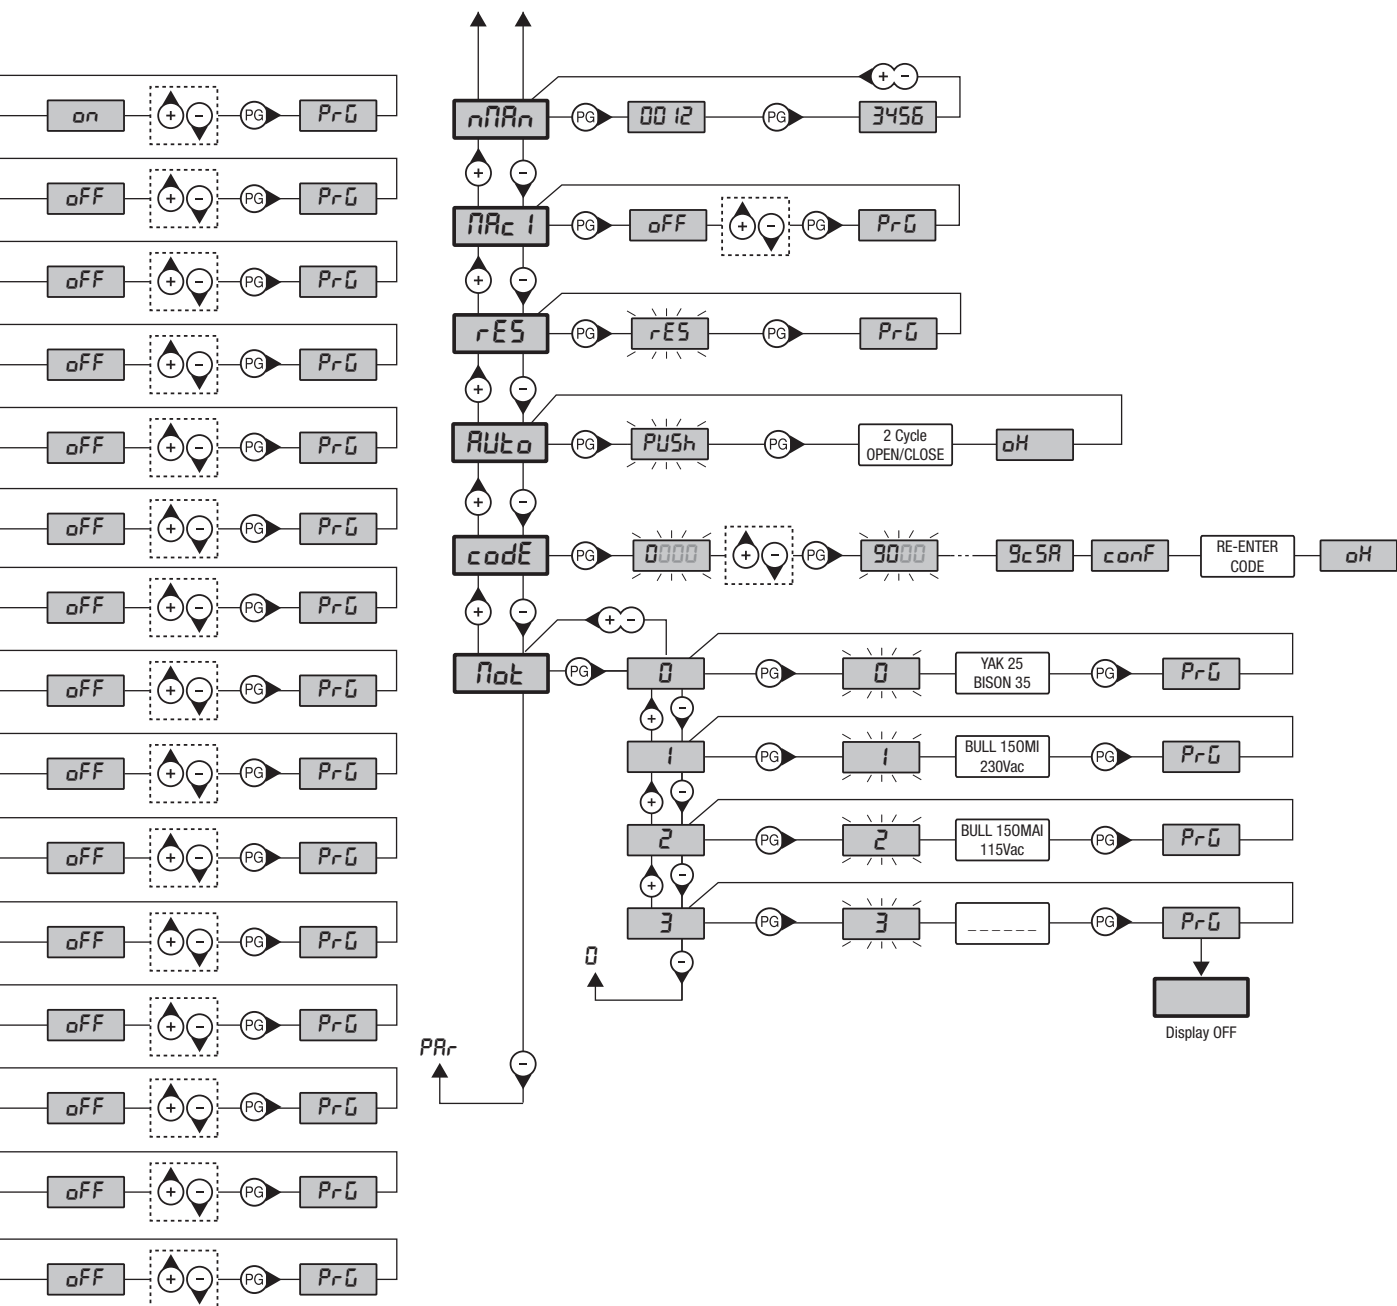 on + - PG PrG
oFF + - PG PrG
oFF + - PG PrG
oFF + - PG PrG
oFF + - PG PrG
oFF + - PG PrG
oFF + - PG PrG
oFF + - PG PrG
oFF + - PG PrG
oFF + - PG PrG
oFF + - PG PrG
oFF + - PG PrG
oFF + - PG PrG
oFF + - PG PrG
oFF + - PG PrG
+ -
nMAn PG 0012 PG 3456
+ -
MAc1 PG oFF + - PG PrG
+ -
rES PG rES PG PrG
+ -
AUto PG PUSh PG
2 Cycle
OPEN/CLOSE
oH
+ -
codE PG 0000 + - PG 9000 9c5A conF
RE-ENTER
CODE
oH
+ -
+ -
Mot PG 0 PG 0
YAK 25
BISON 35
PG PrG
+ -
1 PG 1
BULL 150MI
230Vac
PG PrG
+ -
2 PG 2
BULL 150MAI
115Vac
PG PrG
+ -
3 PG 3
______
PG PrG
0 -
Display OFF
PAr -